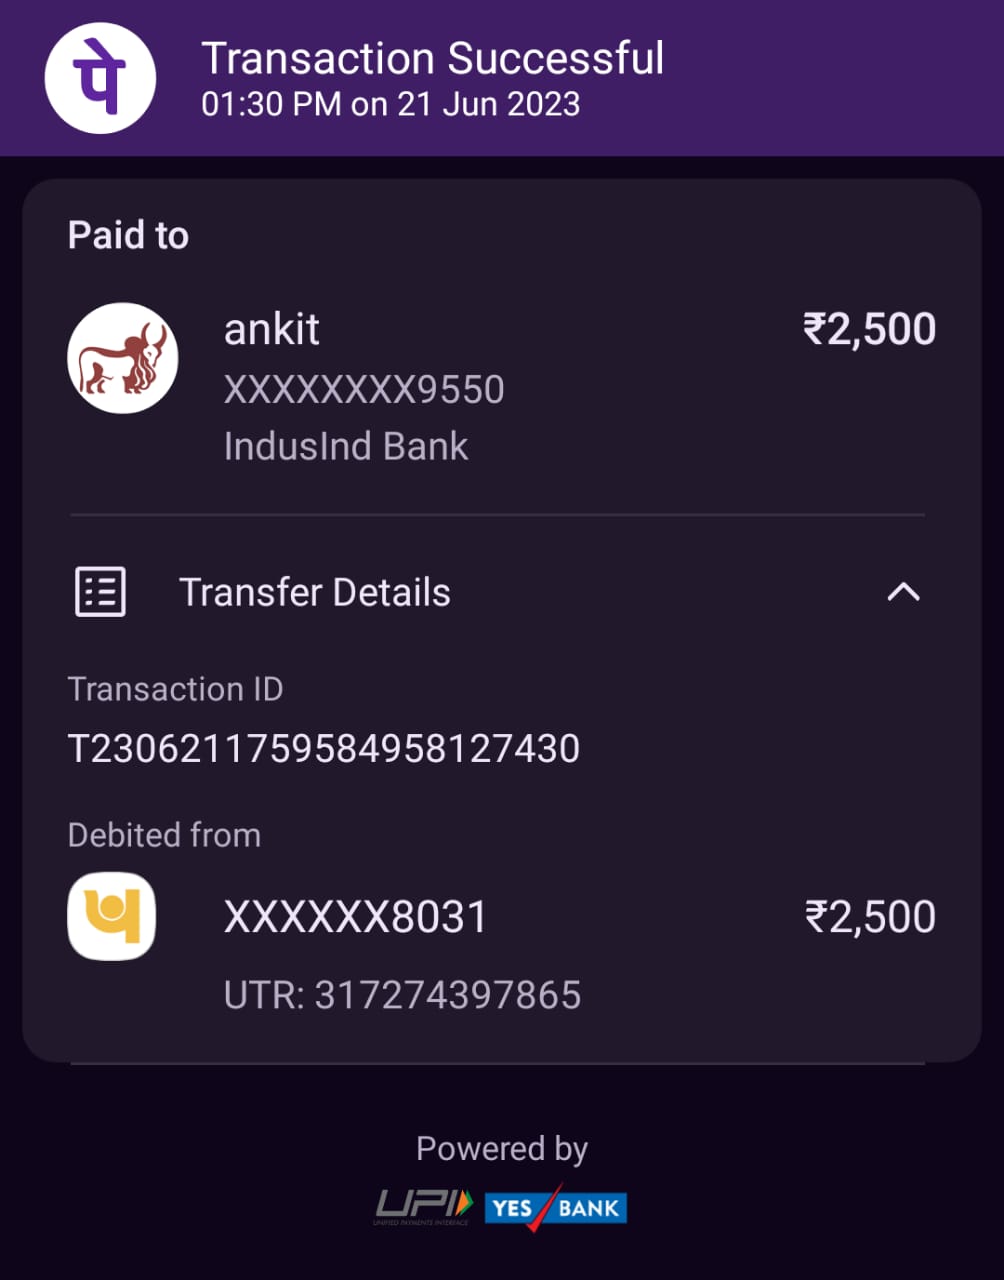 पे
Transaction Successful
01:30 PM on 21 Jun 2023
Paid to
ankit
₹2,500
XXXXXXXX9550
IndusInd Bank
Transfer Details
Transaction ID
T2306211759584958127430
Debited from
XXXXXX8031
₹2,500
UTR: 317274397865
Powered by
UPI
UNIFIED PAYMENTS INTERFACE
YES BANK